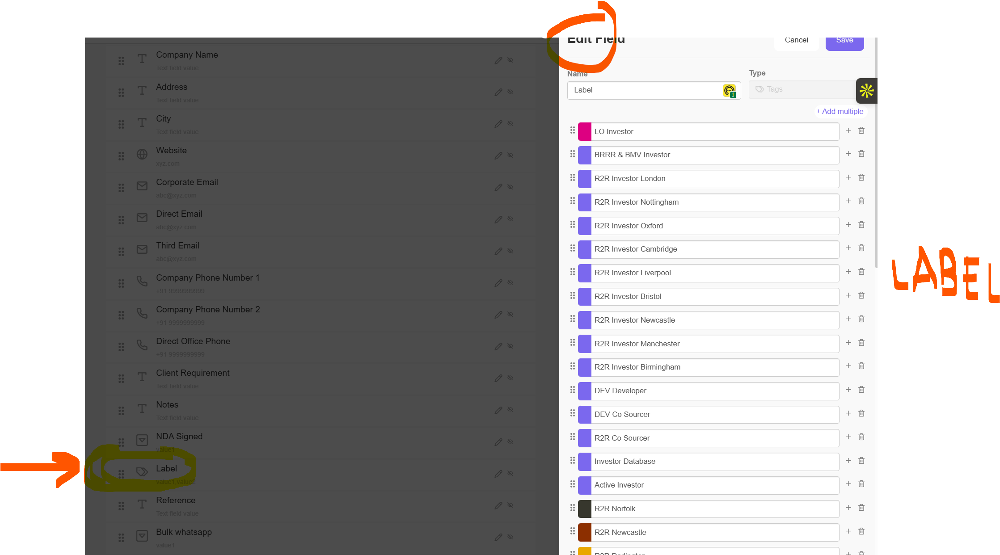 Company Name
Text field value
Address
Text field value
City
Text field value
Website
xyz.com
Corporate Email
abc@xyz.com
Direct Email
abc@xyz.com
Third Email
abc@xyz.com
Company Phone Number 1
+91 9999999999
Company Phone Number 2
+91 9999999999
Direct Office Phone
+91 9999999999
Client Requirement
Text field value
Notes
Text field value
NDA Signed
value1
Label
value1,value2
Reference
Text field value
Bulk whatsapp
value1
Edit Field
Cancel
Save
Name
Type
Label
1
Tags
+ Add multiple
LO Investor
BRRR & BMV Investor
R2R Investor London
R2R Investor Nottingham
R2R Investor Oxford
R2R Investor Cambridge
R2R Investor Liverpool
R2R Investor Bristol
R2R Investor Newcastle
R2R Investor Manchester
R2R Investor Birmingham
DEV Developer
DEV Co Sourcer
R2R Co Sourcer
Investor Database
Active Investor
R2R Norfolk
R2R Newcastle
R2R Darlington
LABEL